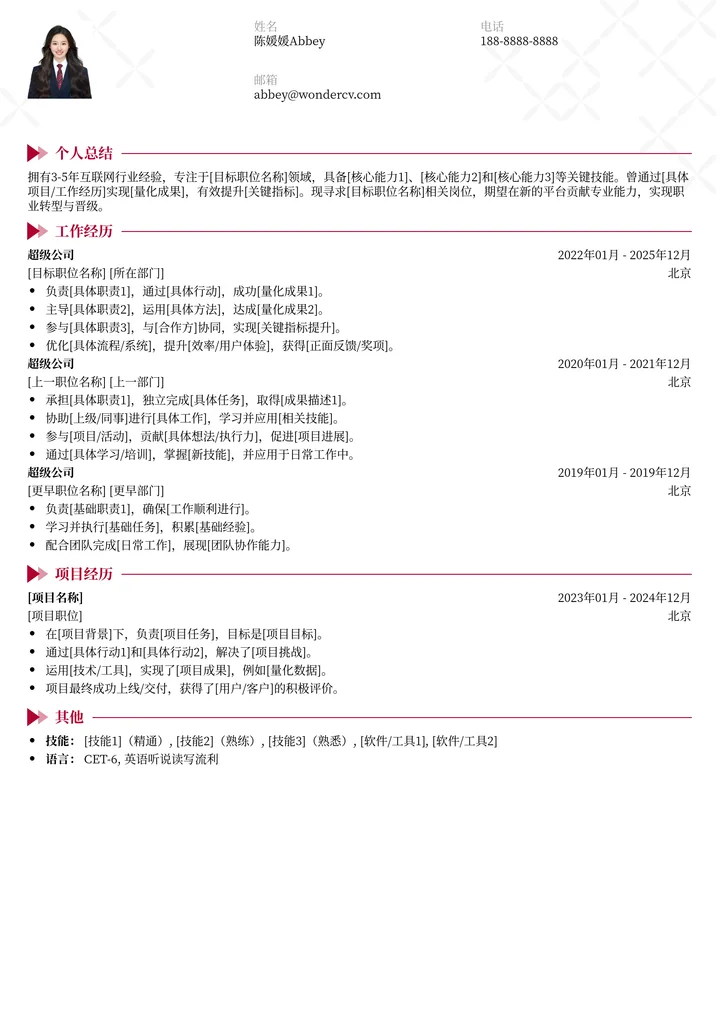 姓名
陈媛媛Abbey
电话
188-8888-8888
邮箱
abbey@wondercv.com
个人总结
拥有3-5年互联网行业经验，专注于[目标职位名称]领域，具备[核心能力1]、[核心能力2]和[核心能力3]等关键技能。曾通过[具体
项目/工作经历]实现[量化成果]，有效提升[关键指标]。现寻求[目标职位名称]相关岗位，期望在新的平台贡献专业能力，实现职
业转型与晋级。
工作经历
超级公司 2022年01月 - 2025年12月
[目标职位名称] [所在部门] 北京
• 负责[具体职责1]，通过[具体行动]，成功[量化成果1]。
• 主导[具体职责2]，运用[具体方法]，达成[量化成果2]。
• 参与[具体职责3]，与[合作方]协同，实现[关键指标提升]。
• 优化[具体流程/系统]，提升[效率/用户体验]，获得[正面反馈/奖项]。
超级公司 2020年01月 - 2021年12月
[上一职位名称] [上一部门] 北京
• 承担[具体职责1]，独立完成[具体任务]，取得[成果描述1]。
• 协助[上级/同事]进行[具体工作]，学习并应用[相关技能]。
• 参与[项目/活动]，贡献[具体想法/执行力]，促进[项目进展]。
• 通过[具体学习/培训]，掌握[新技能]，并应用于日常工作中。
超级公司 2019年01月 - 2019年12月
[更早职位名称] [更早部门] 北京
• 负责[基础职责1]，确保[工作顺利进行]。
• 学习并执行[基础任务]，积累[基础经验]。
• 配合团队完成[日常工作]，展现[团队协作能力]。
项目经历
[项目名称] 2023年01月 - 2024年12月
[项目职位] 北京
• 在[项目背景]下，负责[项目任务]，目标是[项目目标]。
• 通过[具体行动1]和[具体行动2]，解决了[项目挑战]。
• 运用[技术/工具]，实现了[项目成果]，例如[量化数据]。
• 项目最终成功上线/交付，获得了[用户/客户]的积极评价。
其他
• 技能： [技能1]（精通）, [技能2]（熟练）, [技能3]（熟悉）, [软件/工具1], [软件/工具2]
• 语言： CET-6, 英语听说读写流利